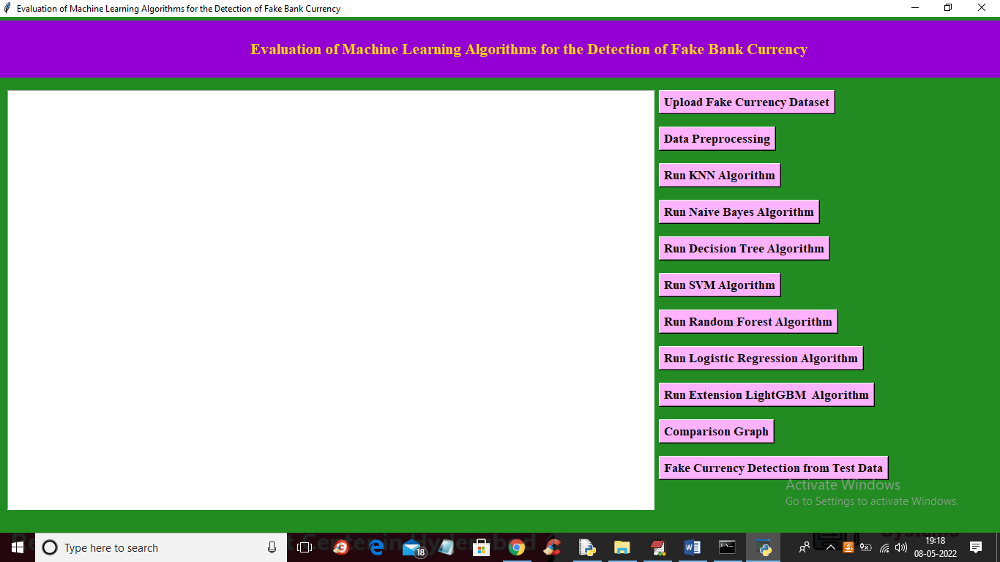 Evaluation of Machine Learning Algorithms for the Detection of Fake Bank Currency
Evaluation of Machine Learning Algorithms for the Detection of Fake Bank Currency
Upload Fake Currency Dataset
Data Preprocessing
Run KNN Algorithm
Run Naive Bayes Algorithm
Run Decision Tree Algorithm
Run SVM Algorithm
Run Random Forest Algorithm
Run Logistic Regression Algorithm
Run Extension LightGBM  Algorithm
Comparison Graph
Fake Currency Detection from Test Data
Activate Windows
Go to Settings to activate Windows.
Type here to search
18
19:18
08-05-2022